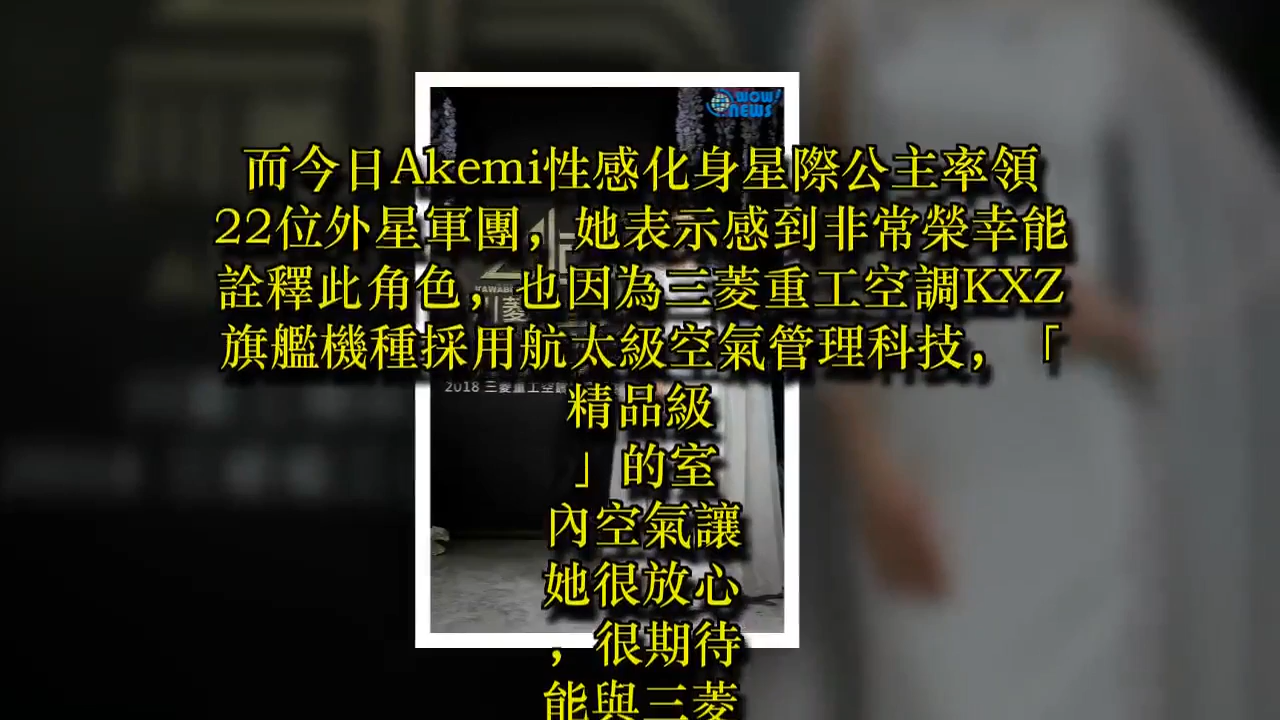 WOW!
NEWS
而今日Akemi性感化身星際公主率領
22位外星軍團，她表示感到非常榮幸能
詮釋此角色，也因為三菱重工空調KXZ
旗艦機種採用航太級空氣管理科技，「
2018 三菱重工空調
精品級
」的室
內空氣讓
她很放心
，很期待
能與三菱